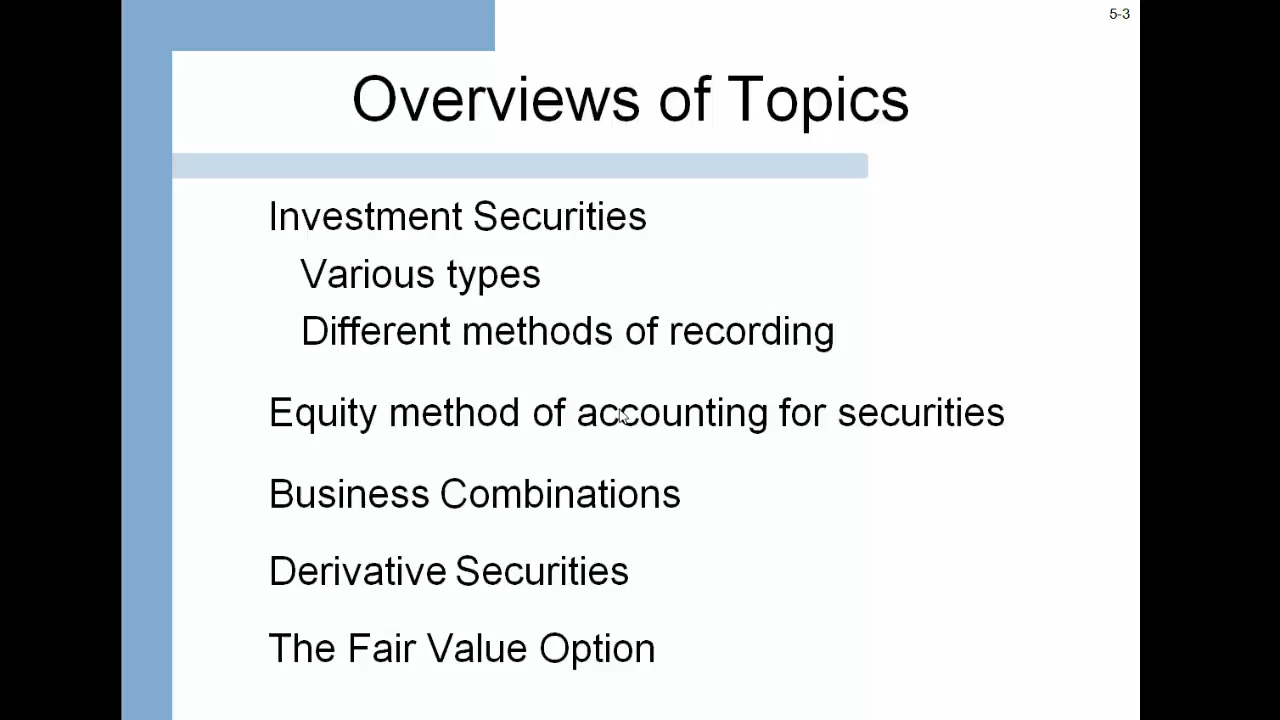 5-3
Overviews of Topics
Investment Securities
Various types
Different methods of recording
Equity method of accounting for securities
Business Combinations
Derivative Securities
The Fair Value Option